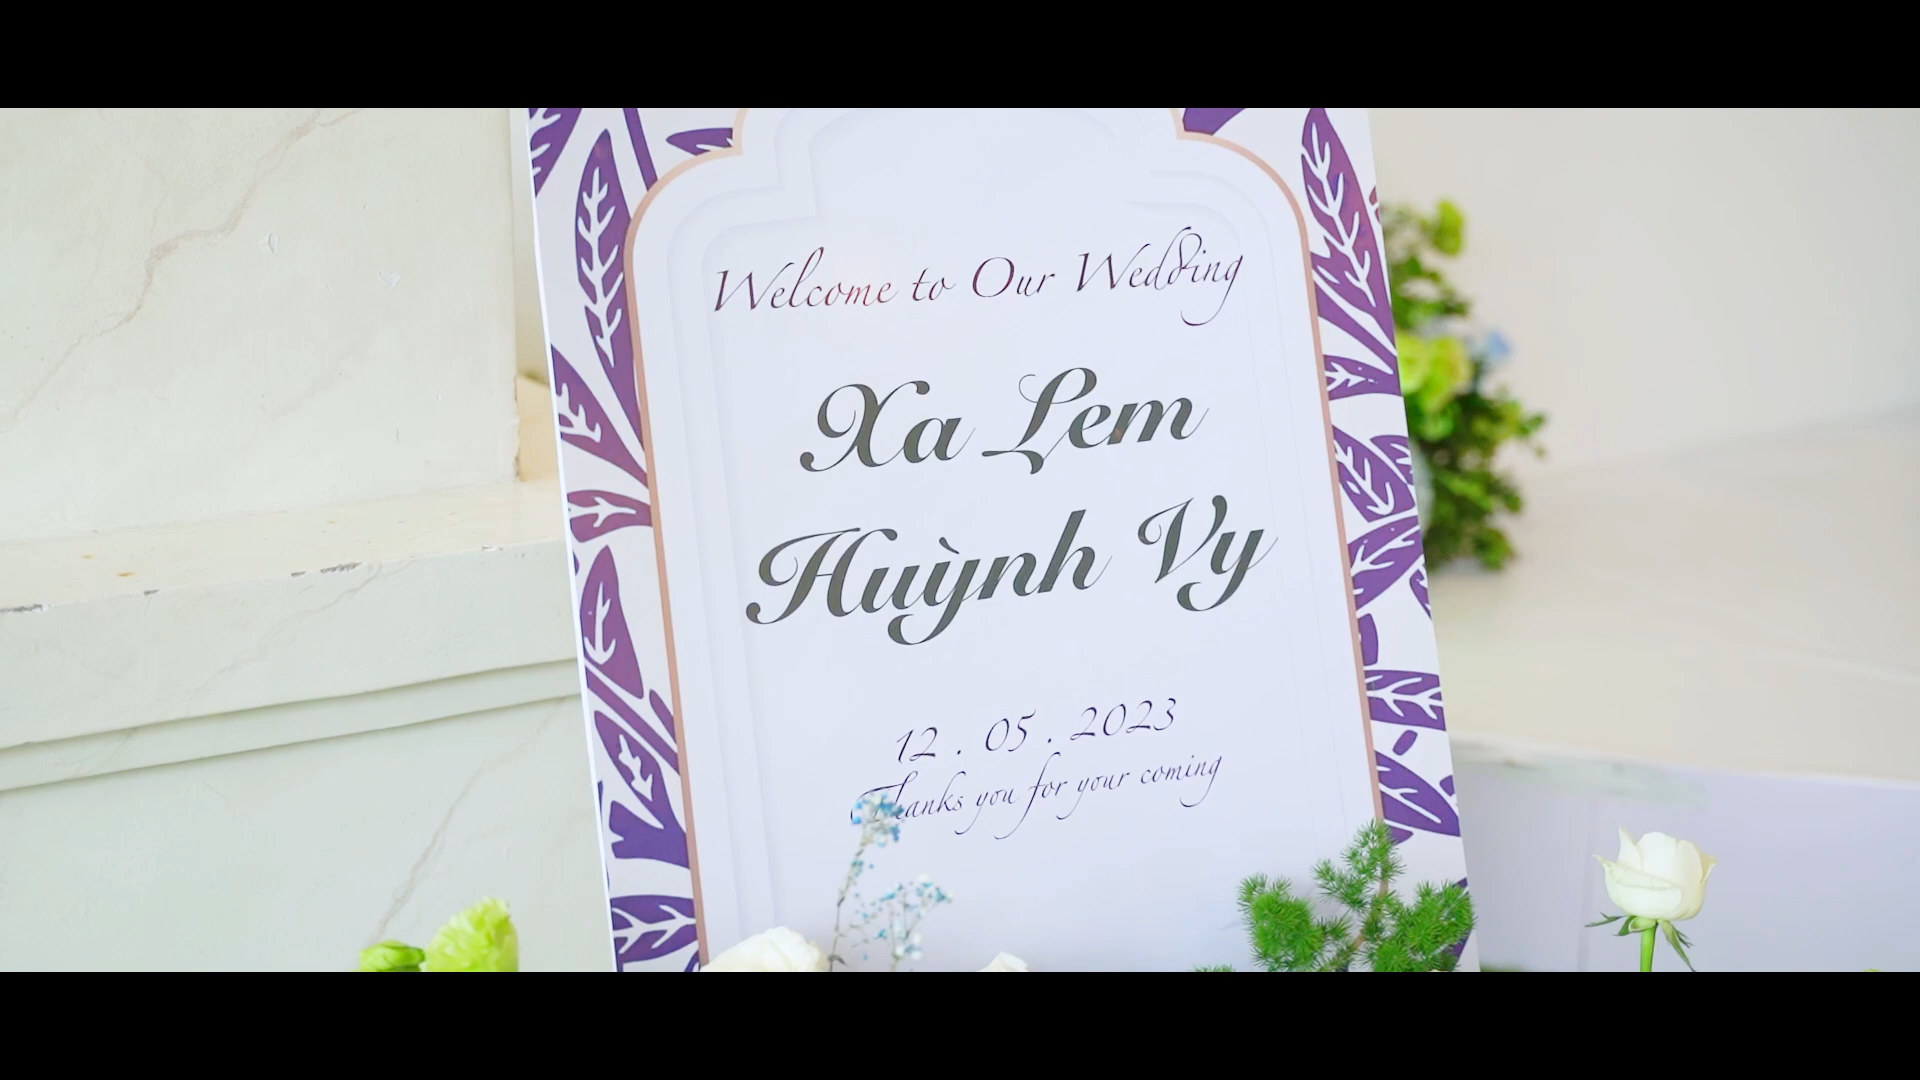 Welcome to Our Wedding
Xa Lem
Huỳnh Vy
12 . 05 . 2023
Thanks you for your coming